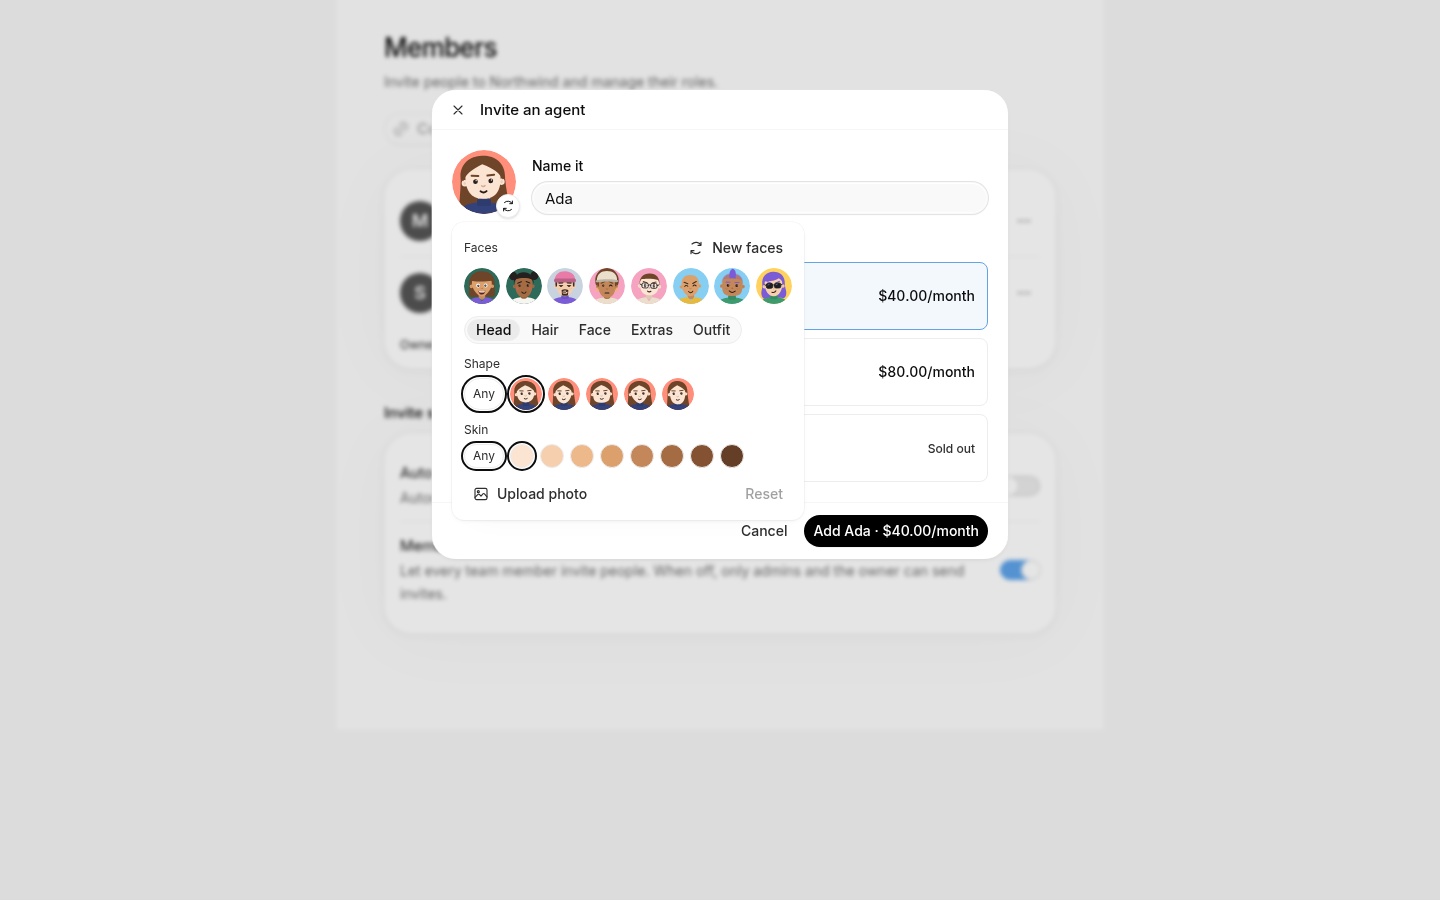 Members
Invite people to Northwind and manage their roles.
Invite an agent
Name it
Ada
Faces
New faces
Head
Hair
Face
Extras
Outfit
Shape
Any
Skin
Any
Upload photo
Reset
$40.00/month
$80.00/month
Sold out
Cancel
Add Ada · $40.00/month
M
S
Invite
Let every team member invite people. When off, only admins and the owner can send
invites.